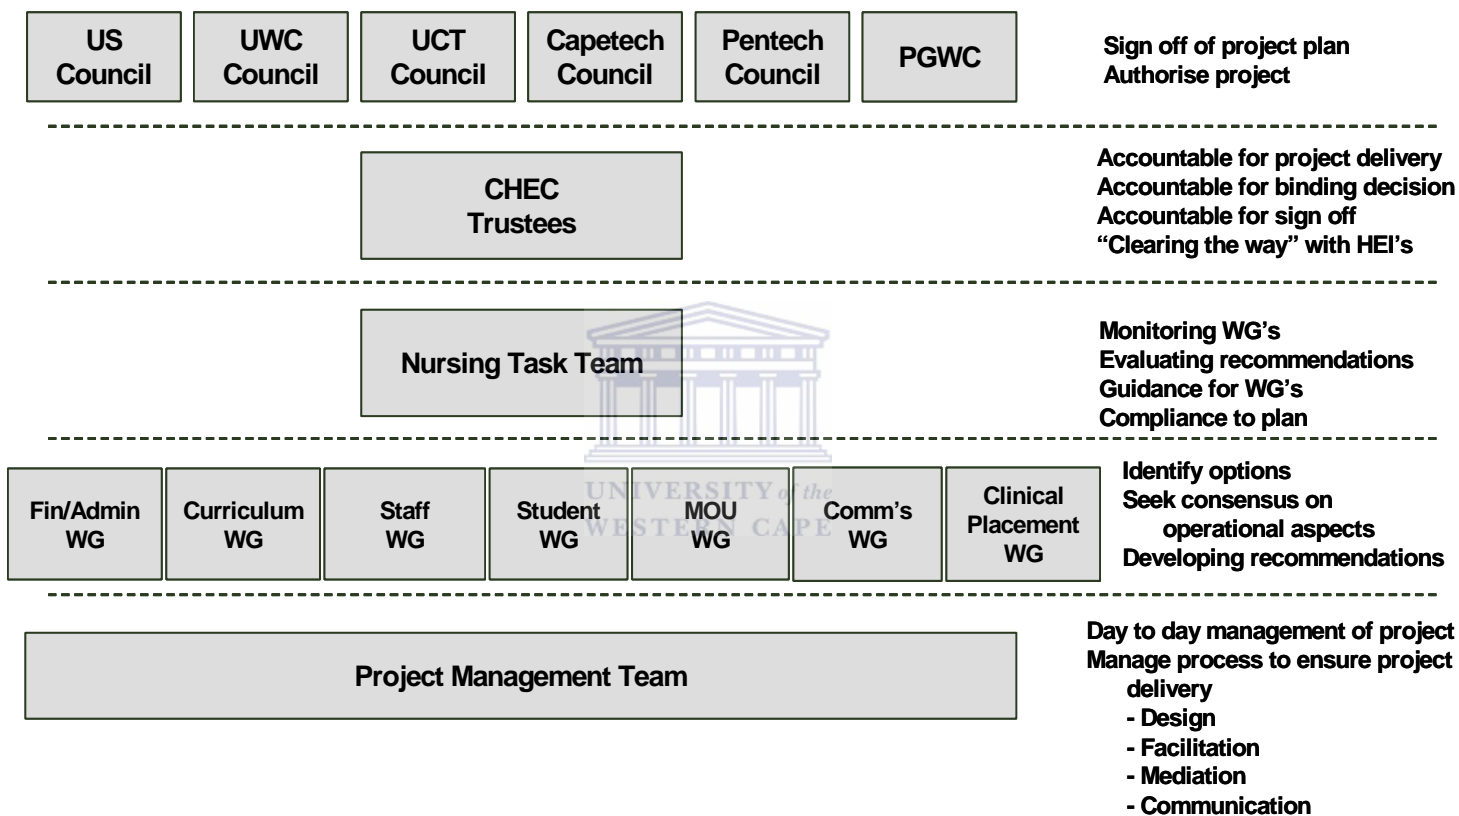 US
Council
UWC
Council
UCT
Council
Capetech
Council
Pentech
Council
PGWC
Sign off of project plan
Authorise project
CHEC
Trustees
Accountable for project delivery
Accountable for binding decision
Accountable for sign off
“Clearing the way” with HEI’s
Nursing Task Team
Monitoring WG’s
Evaluating recommendations
Guidance for WG’s
Compliance to plan
UNIVERSITY of the
WESTERN CAPE
Fin/Admin
WG
Curriculum
WG
Staff
WG
Student
WG
MOU
WG
Comm’s
WG
Clinical
Placement
WG
Identify options
Seek consensus on
operational aspects
Developing recommendations
Project Management Team
Day to day management of project
Manage process to ensure project
delivery
- Design
- Facilitation
- Mediation
- Communication